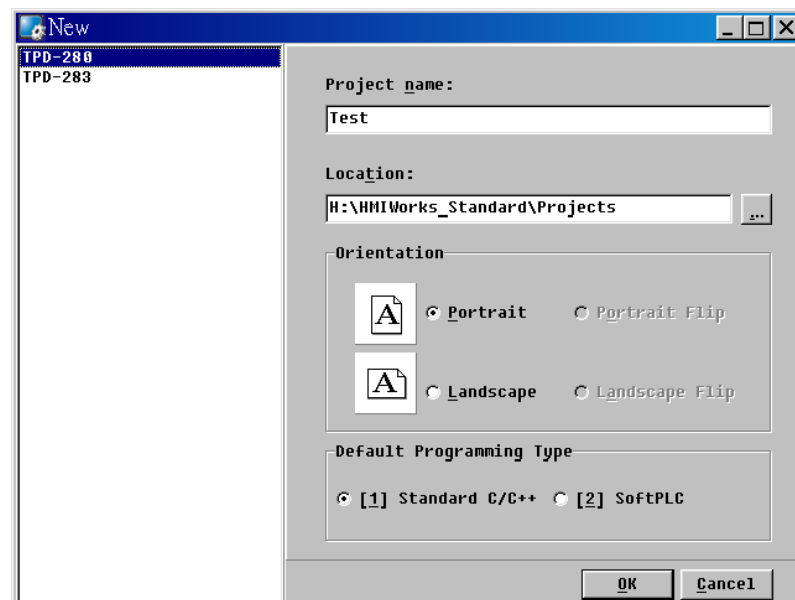 New
TPD-280
TPD-283
Project name:
Test
Location:
H:\HMIWorks_Standard\Projects
...
Orientation
A Portrait Portrait Flip
A Landscape Landscape Flip
Default Programming Type
[1] Standard C/C++ [2] SoftPLC
OK Cancel